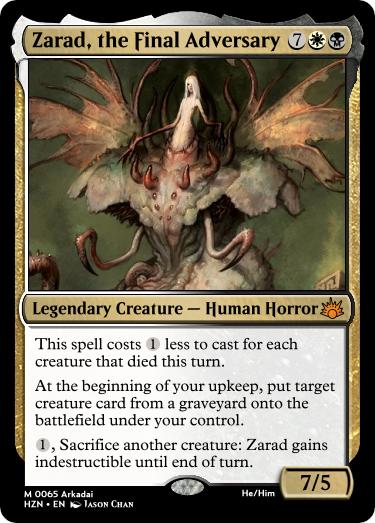 Zarad, the Final Adversary 7
Legendary Creature — Human Horror
This spell costs 1 less to cast for each
creature that died this turn.
At the beginning of your upkeep, put target
creature card from a graveyard onto the
battlefield under your control.
1, Sacrifice another creature: Zarad gains
indestructible until end of turn.
7/5
M 0065 Arkadai
He/Him
HZN • EN Jason Chan